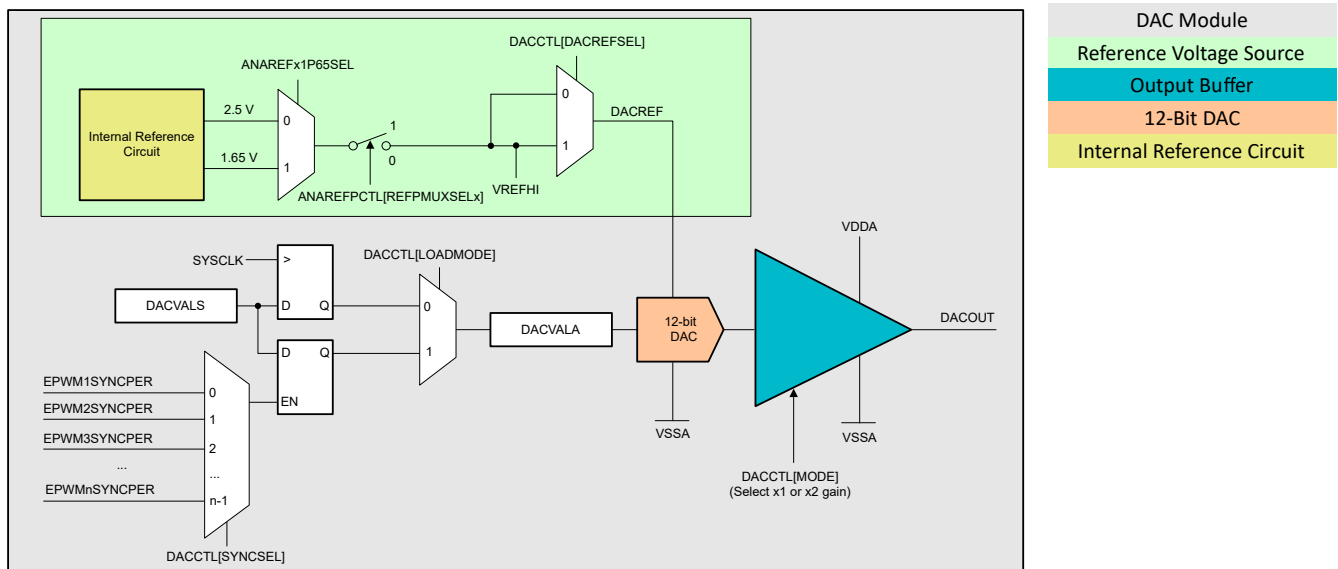 DAC Module
Reference Voltage Source
Output Buffer
12-Bit DAC
Internal Reference Circuit
DACCTL[DACREFSEL]
ANAREFx1P65SEL
Internal Reference
Circuit
2.5 V
1.65 V
0
1
1
0
ANAREFPCTL[REFPMUXSELx]
VREFHI
0
1
DACREF
SYSCLK
>
D
Q
DACVALS
D
Q
EN
DACCTL[LOADMODE]
0
1
DACVALA
12-bit
DAC
VSSA
VDDA
VSSA
DACOUT
DACCTL[MODE]
(Select x1 or x2 gain)
EPWM1SYNCPER
EPWM2SYNCPER
EPWM3SYNCPER
...
EPWMnSYNCPER
0
1
2
...
n-1
DACCTL[SYNCSEL]